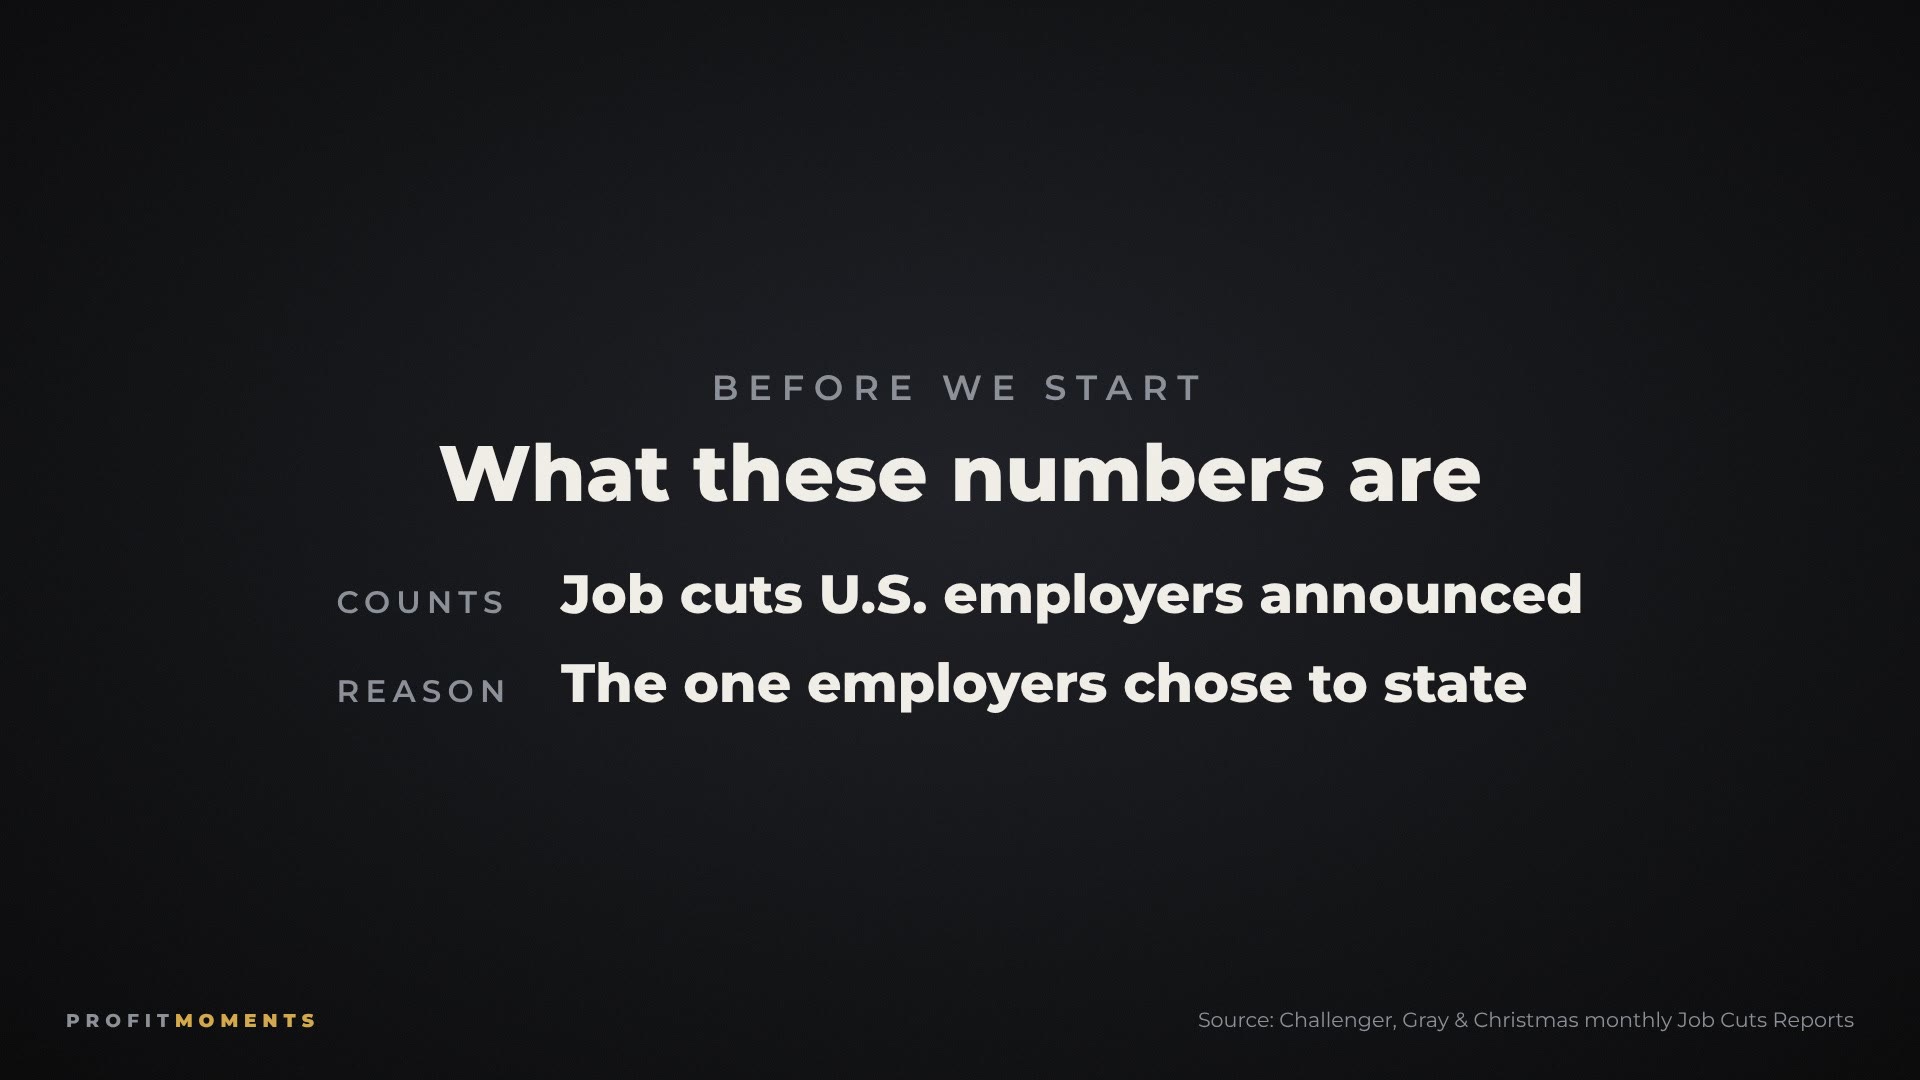 BEFORE WE START
What these numbers are
COUNTS Job cuts U.S. employers announced
REASON The one employers chose to state
PROFITMOMENTS
Source: Challenger, Gray & Christmas monthly Job Cuts Reports